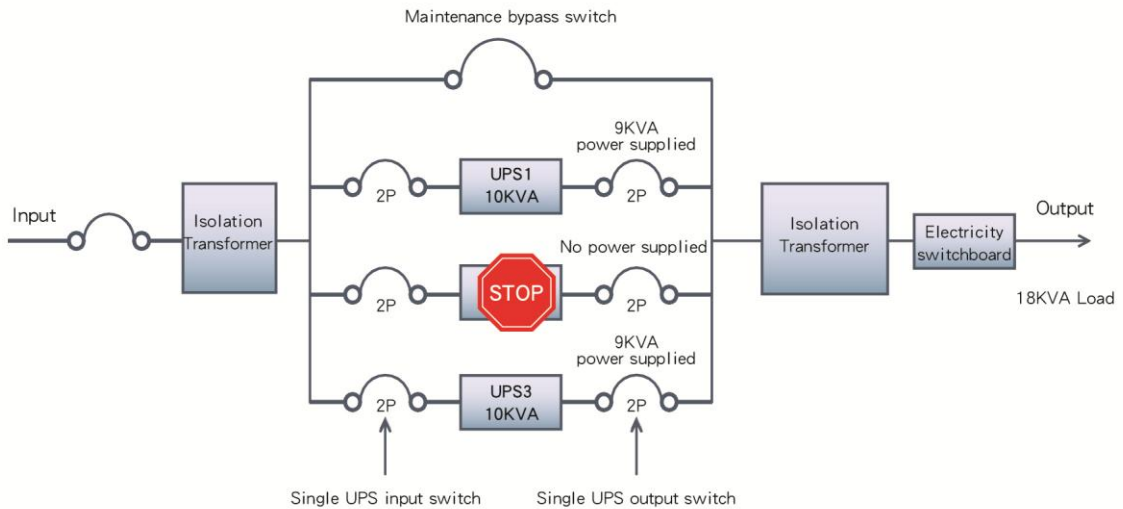 Maintenance bypass switch
9KVA
power supplied
2P
UPS1
10KVA
2P
Input
Isolation
Transformer
No power supplied
Isolation
Transformer
Electricity
switchboard
Output
2P
STOP
2P
18KVA Load
9KVA
power supplied
2P
UPS3
10KVA
2P
Single UPS input switch
Single UPS output switch